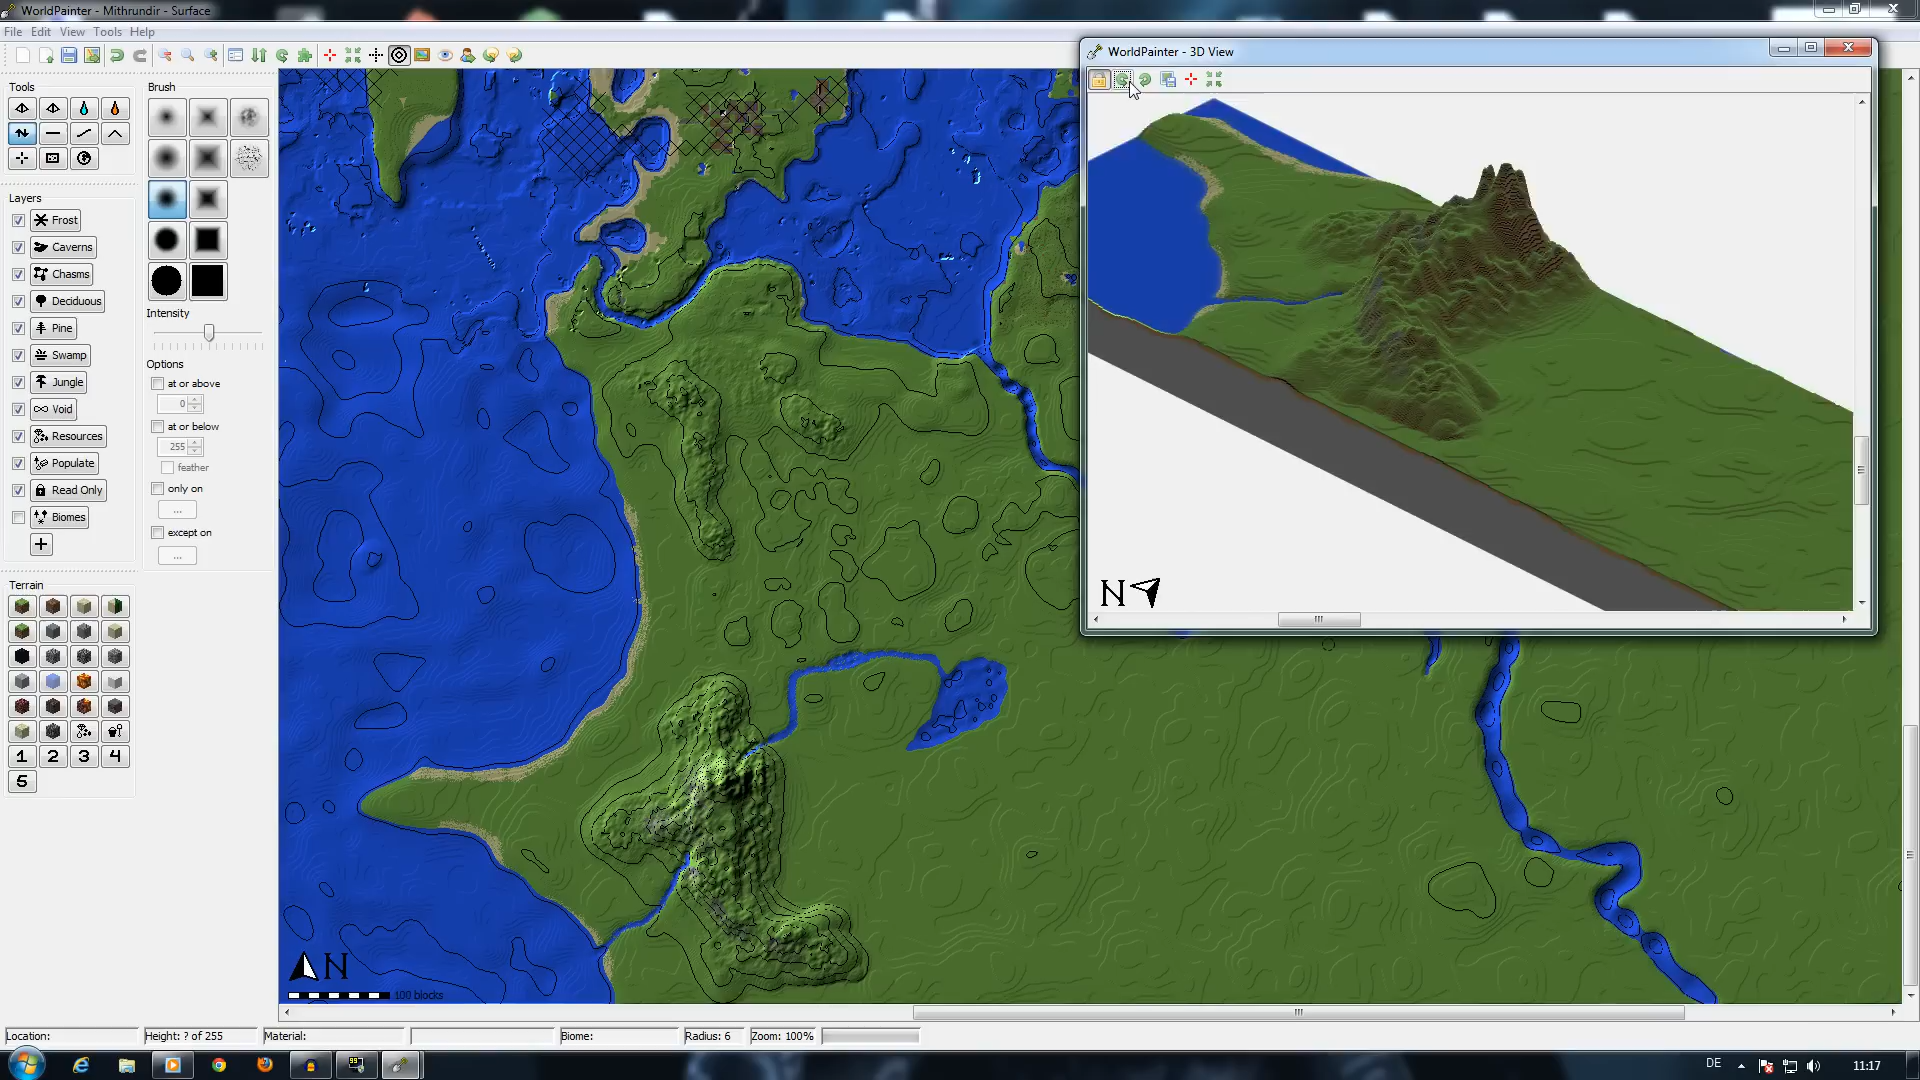 WorldPainter - Mithrundir - Surface
File Edit View Tools Help
WorldPainter - 3D View
Tools
Brush
Layers
Frost
Caverns
Chasms
Deciduous
Pine
Swamp
Jungle
Void
Resources
Populate
Read Only
Biomes
Intensity
Options
at or above
0
at or below
255
feather
only on
...
except on
...
Terrain
1 2 3 4
5
N
N
100 blocks
Location: Height: ? of 255 Material: Biome: Radius: 6 Zoom: 100%
99
DE 11:17